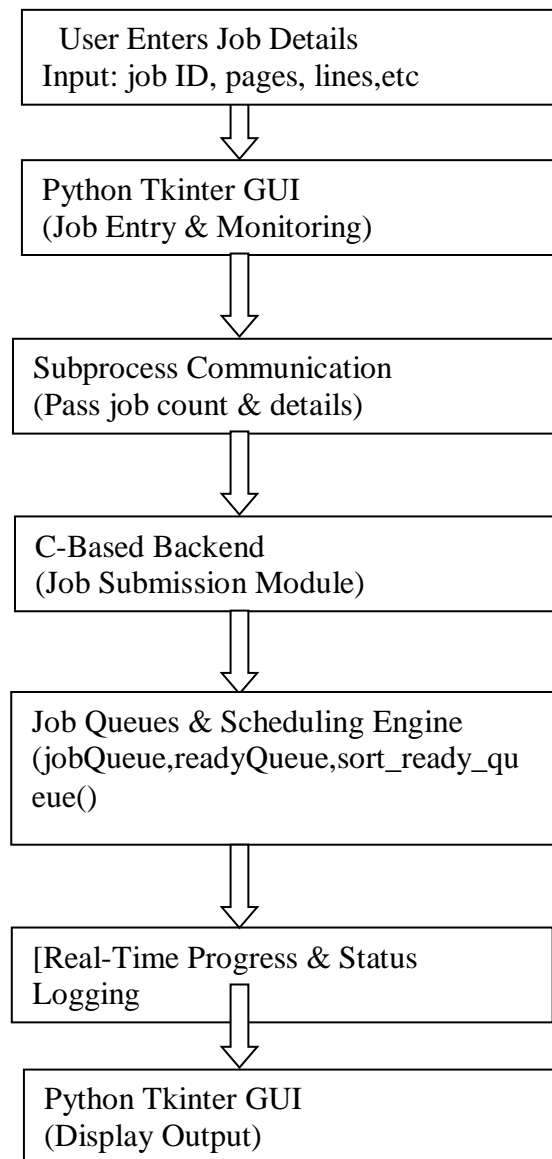 User Enters Job Details
Input: job ID, pages, lines,etc
Python Tkinter GUI
(Job Entry & Monitoring)
Subprocess Communication
(Pass job count & details)
C-Based Backend
(Job Submission Module)
Job Queues & Scheduling Engine
(jobQueue,readyQueue,sort_ready_qu
eue()
[Real-Time Progress & Status
Logging
Python Tkinter GUI
(Display Output)